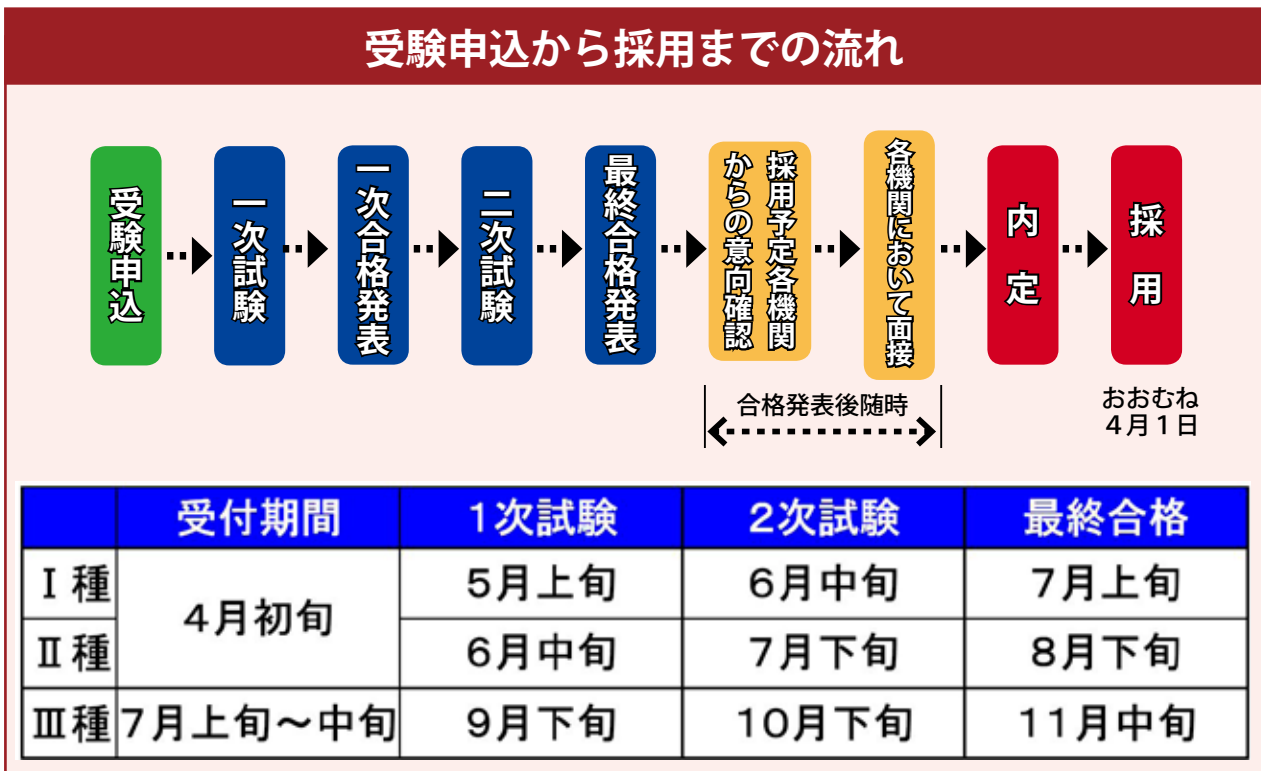 受験申込から採用までの流れ
受験申込
一次試験
一次合格発表
二次試験
最終合格発表
採用予定各機関
からの意向確認
各機関において面接
内定
採用
合格発表後随時
おおむね
４月１日
受付期間 1次試験 2次試験 最終合格
Ⅰ種 4月初旬 5月上旬 6月中旬 7月上旬
Ⅱ種 6月中旬 7月下旬 8月下旬
Ⅲ種 7月上旬～中旬 9月下旬 10月下旬 11月中旬